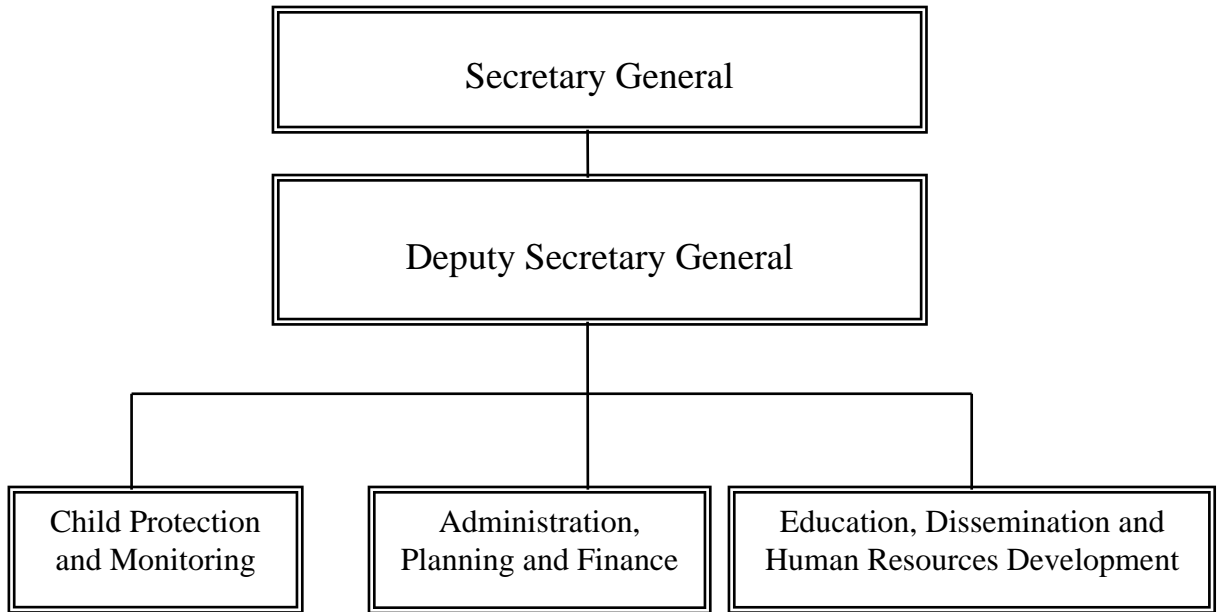 Secretary General
Deputy Secretary General
Child Protection
and Monitoring
Administration,
Planning and Finance
Education, Dissemination and
Human Resources Development